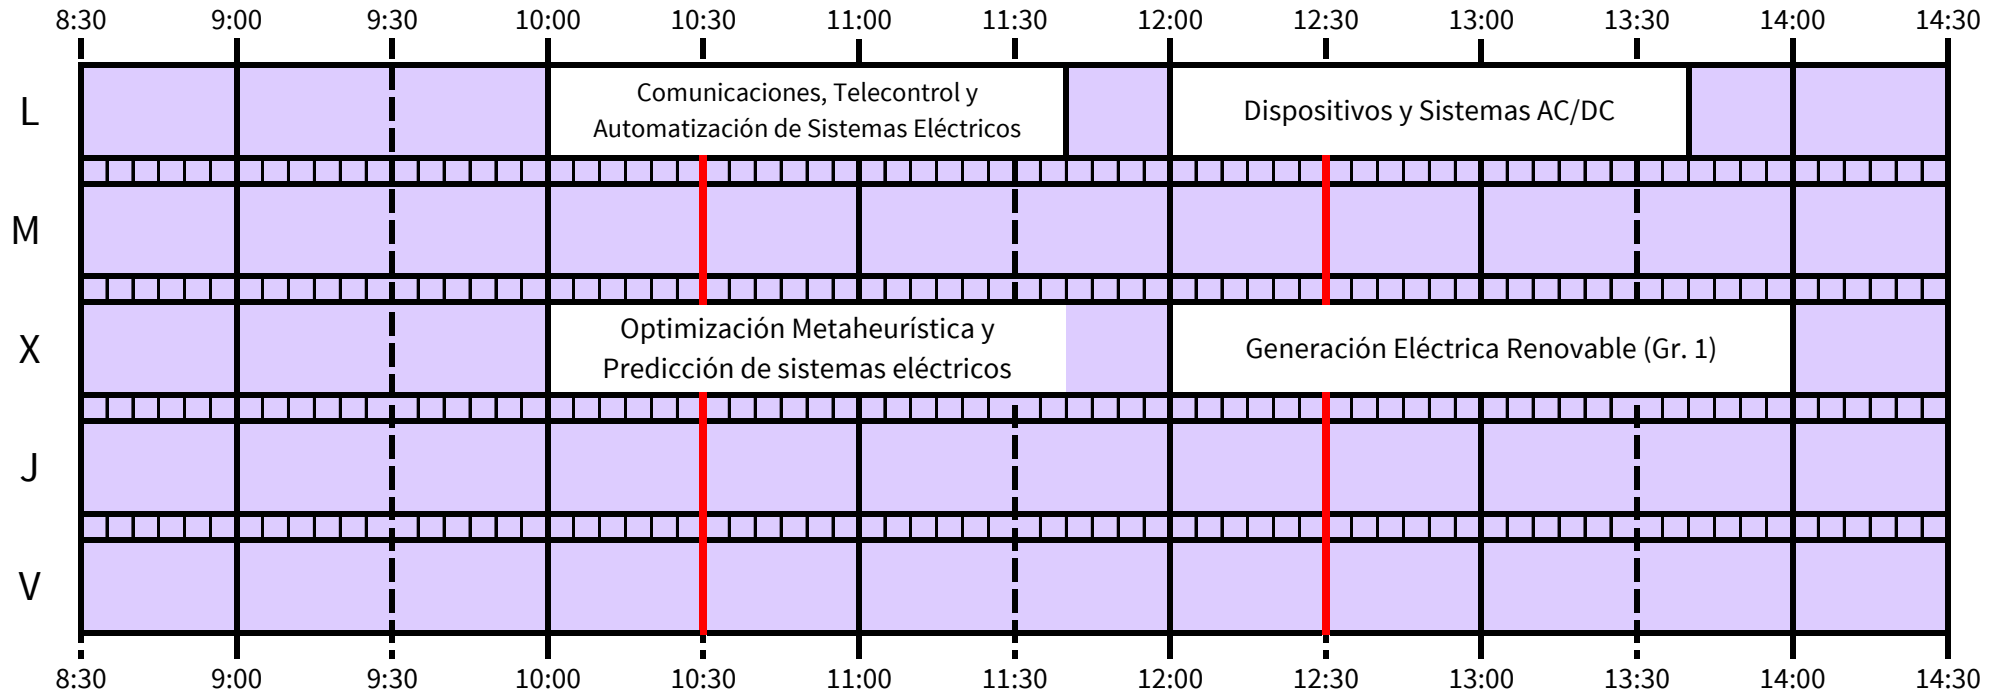 8:30 9:00 9:30 10:00 10:30 11:00 11:30 12:00 12:30 13:00 13:30 14:00 14:30
L
Comunicaciones, Telecontrol y
Automatización de Sistemas Eléctricos
Dispositivos y Sistemas AC/DC
M
X
Optimización Metaheurística y
Predicción de sistemas eléctricos
Generación Eléctrica Renovable (Gr. 1)
J
V
8:30 9:00 9:30 10:00 10:30 11:00 11:30 12:00 12:30 13:00 13:30 14:00 14:30